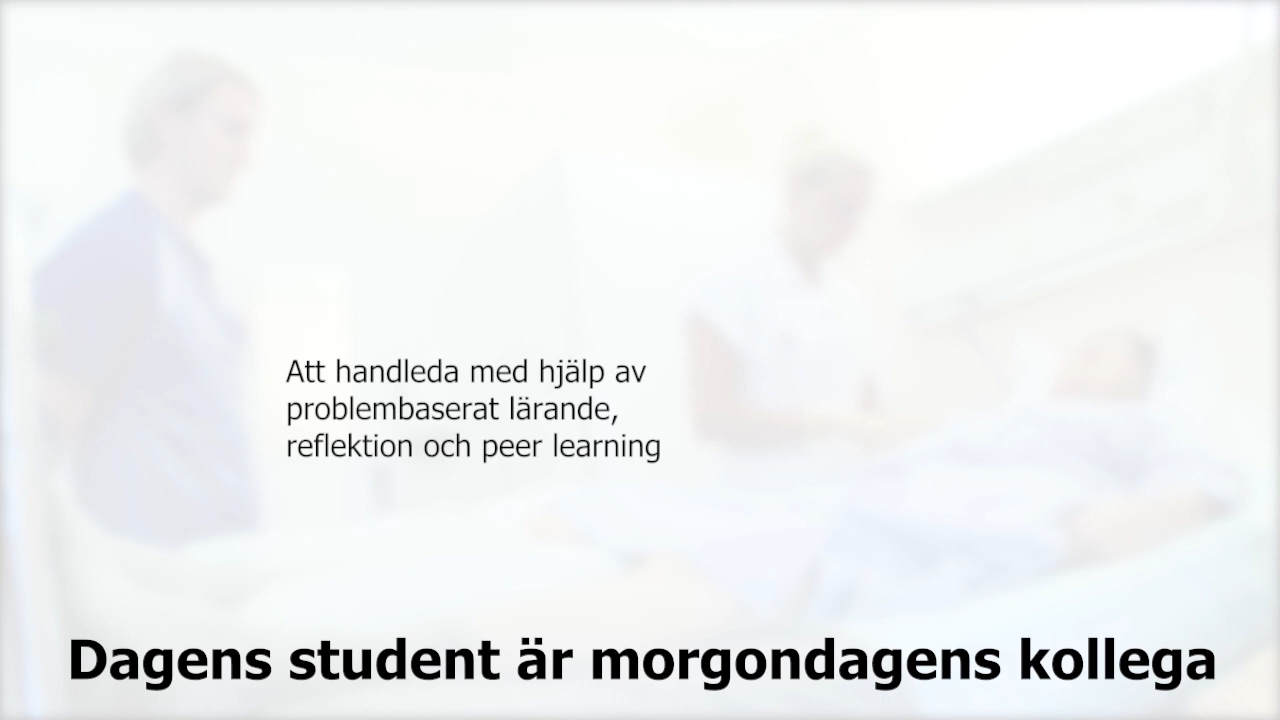 Att handleda med hjälp av
problembaserat lärande,
reflektion och peer learning
Dagens student är morgondagens kollega